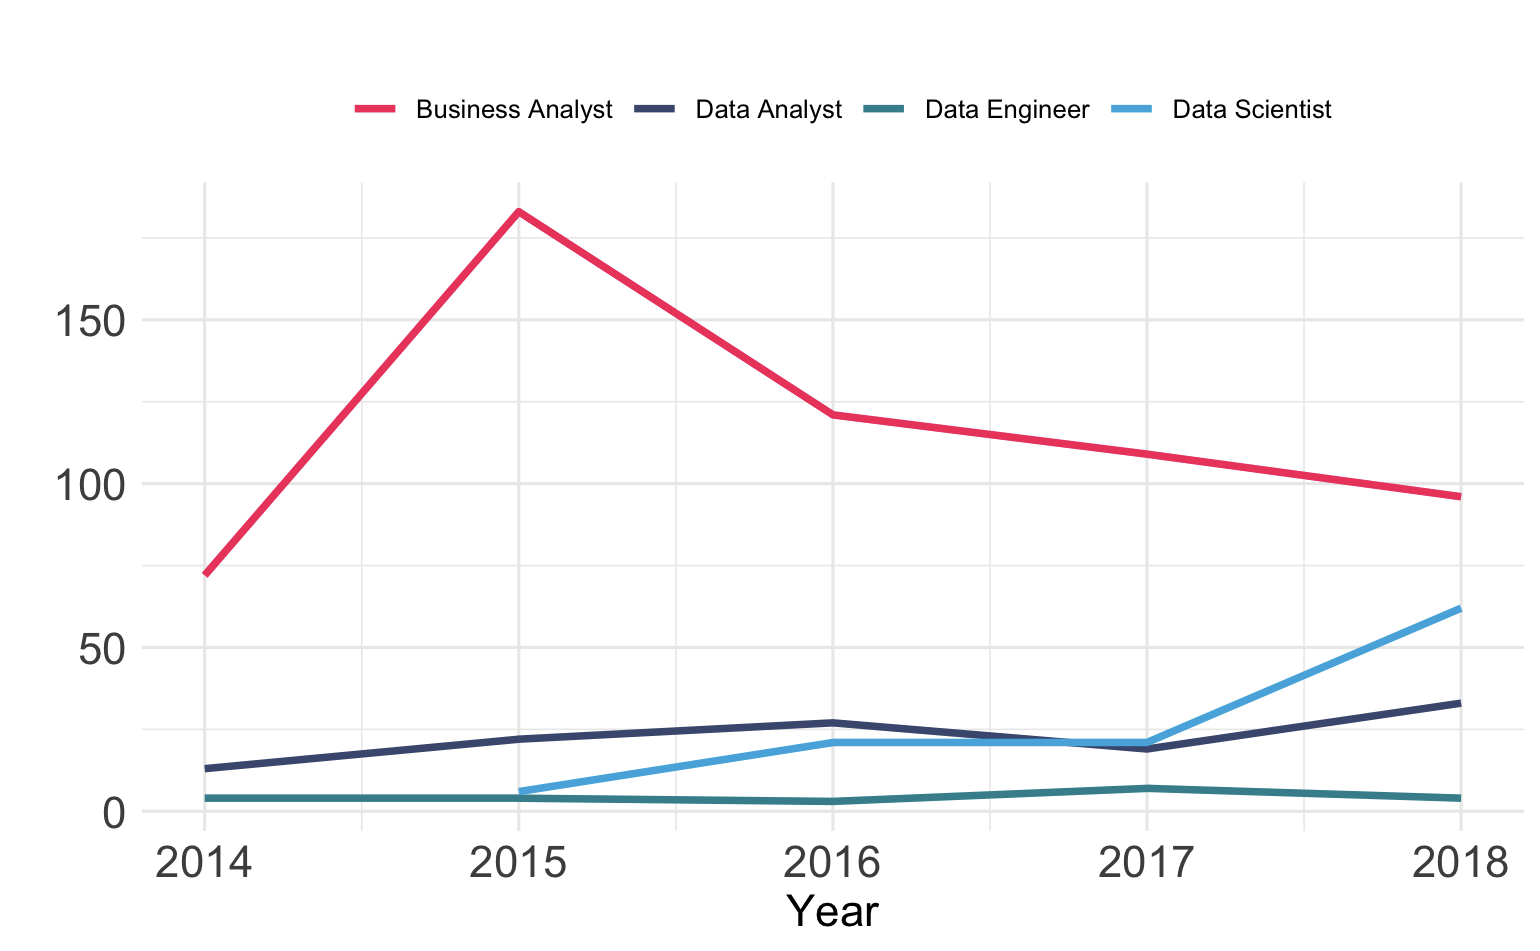 Business Analyst Data Analyst Data Engineer Data Scientist
150
100
50
0
2014 2015 2016 2017 2018
Year